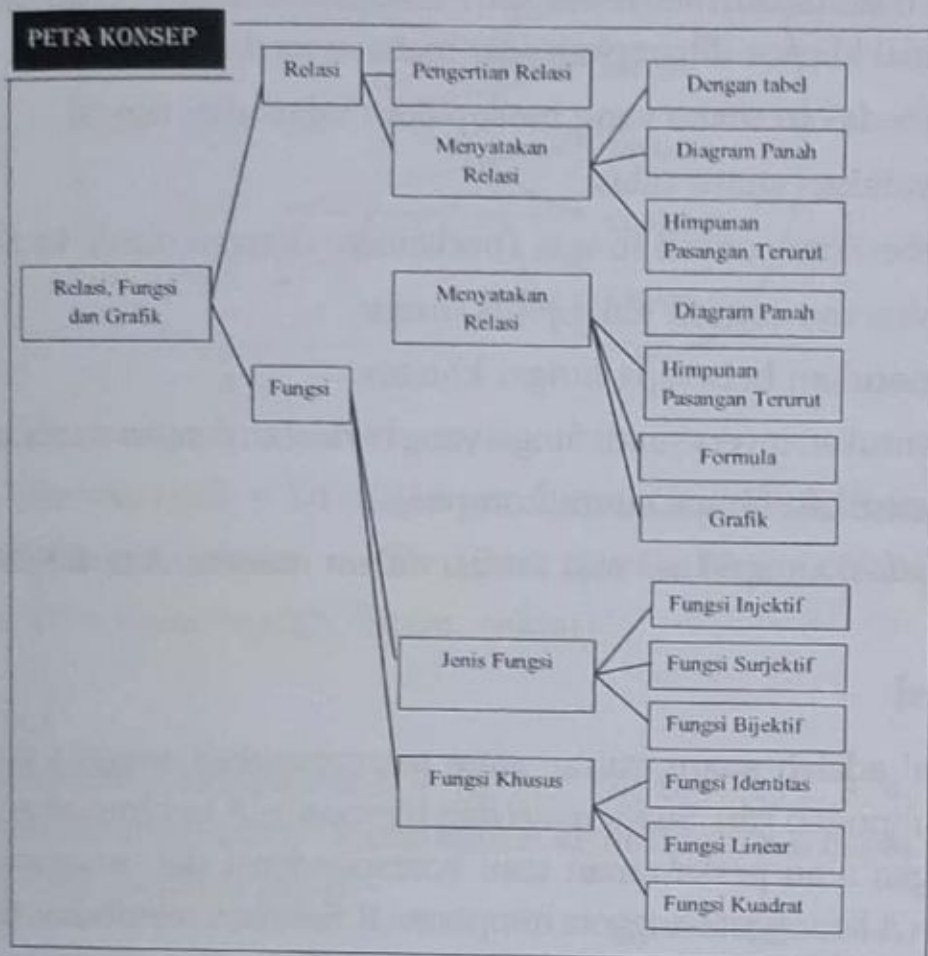 PETA KONSEP
Relasi
Pengertian Relasi
Dengan tabel
Menyatakan
Relasi
Diagram Panah
Himpunan
Pasangan Terurut
Relasi, Fungsi
dan Grafik
Menyatakan
Relasi
Diagram Panah
Fungsi
Himpunan
Pasangan Terurut
Formula
Grafik
Jenis Fungsi
Fungsi Injektif
Fungsi Surjektif
Fungsi Bijektif
Fungsi Khusus
Fungsi Identitas
Fungsi Linear
Fungsi Kuadrat